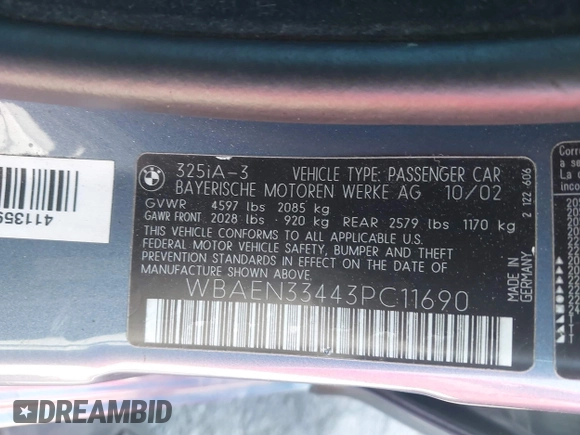 325iA-3 VEHICLE TYPE: PASSENGER CAR
BAYERISCHE MOTOREN WERKE AG 10/02
GVWR 4597 lbs 2085 kg
GAWR FRONT 2028 lbs - 920 kg REAR 2579 lbs 1170 kg
THIS VEHICLE CONFORMS TO ALL APPLICABLE U.S.
FEDERAL MOTOR VEHICLE SAFETY, BUMPER AND THEFT
PREVENTION STANDARDS IN EFFECT ON THE DATE OF
MANUFACTURE SHOWN ABOVE.
WBAEN33443PC11690
MADE IN
GERMANY
2 122 606
411359
DREAMBID